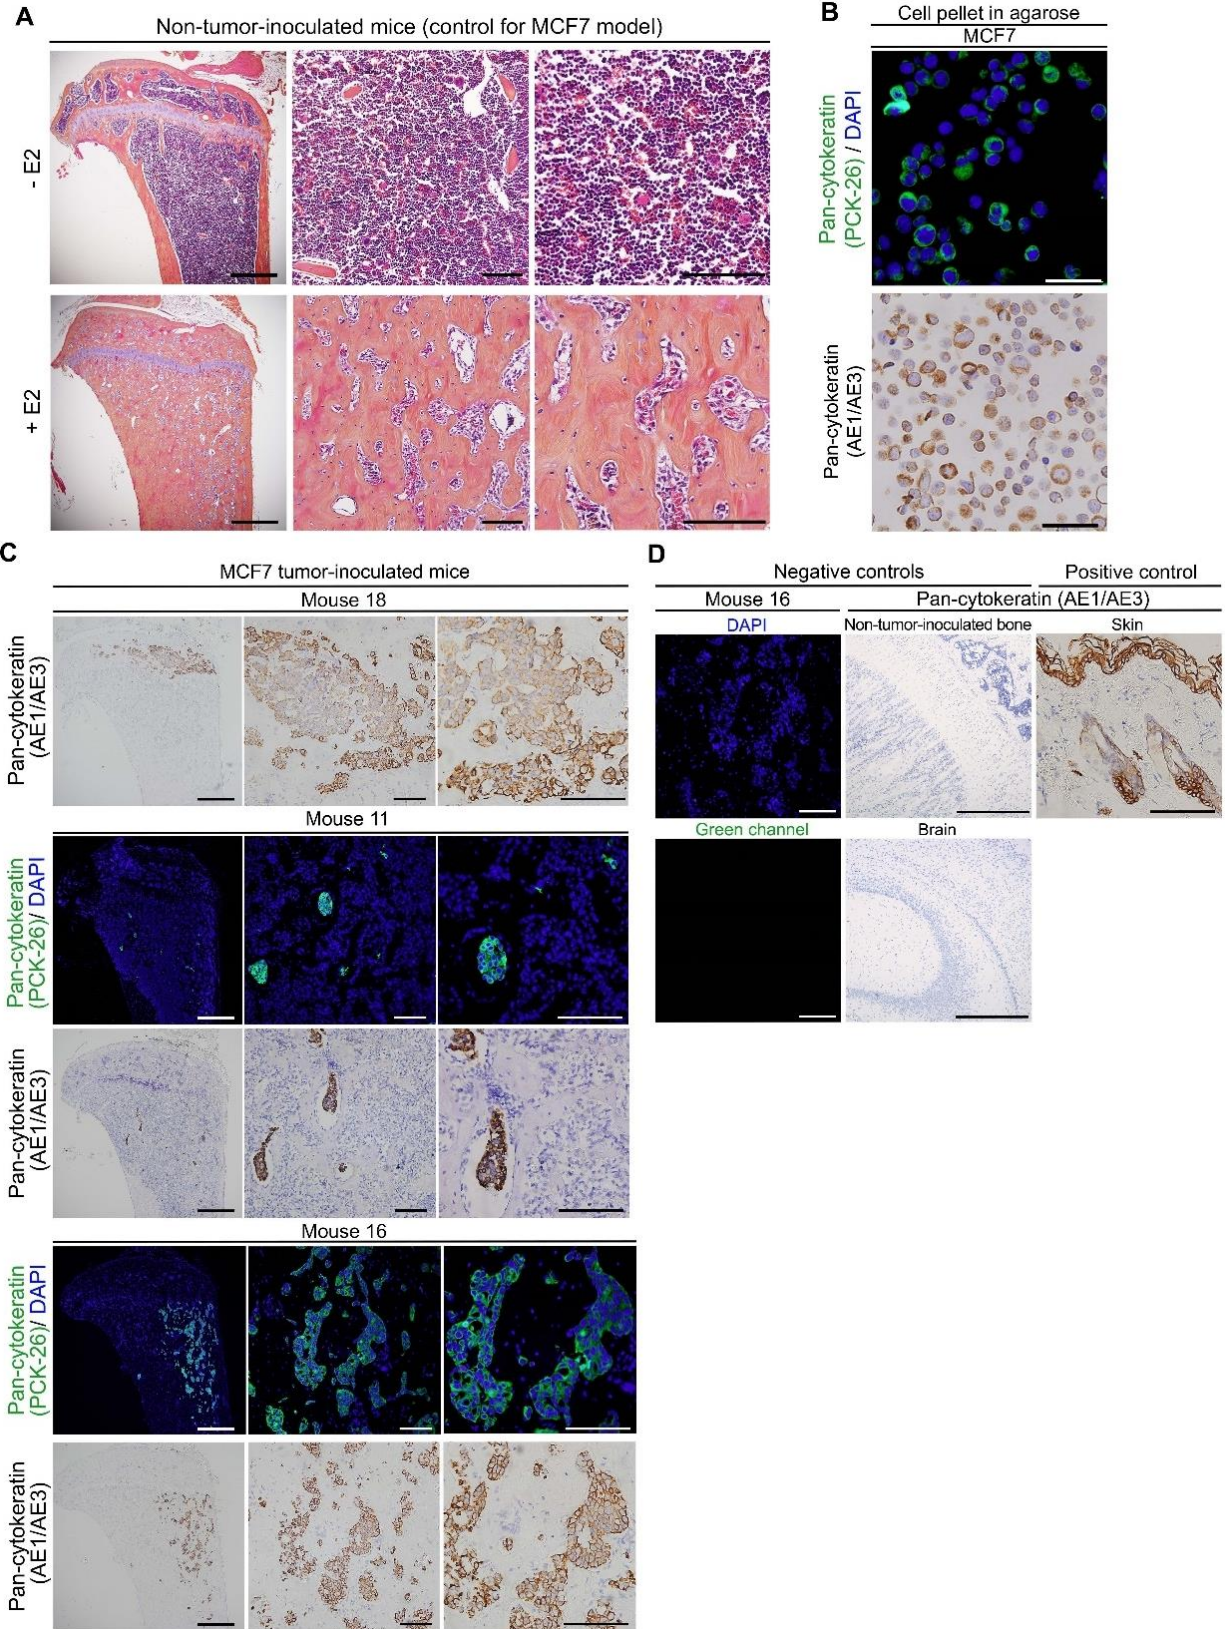 A
Non-tumor-inoculated mice (control for MCF7 model)
- E2
+ E2
B
Cell pellet in agarose
MCF7
Pan-cytokeratin
(PCK-26) / DAPI
Pan-cytokeratin
(AE1/AE3)
C
MCF7 tumor-inoculated mice
Mouse 18
Pan-cytokeratin
(AE1/AE3)
Mouse 11
Pan-cytokeratin
(PCK-26)/ DAPI
Pan-cytokeratin
(AE1/AE3)
Mouse 16
Pan-cytokeratin
(PCK-26)/ DAPI
Pan-cytokeratin
(AE1/AE3)
D
Negative controls
Positive control
Mouse 16
Pan-cytokeratin (AE1/AE3)
DAPI
Non-tumor-inoculated bone
Skin
Green channel
Brain